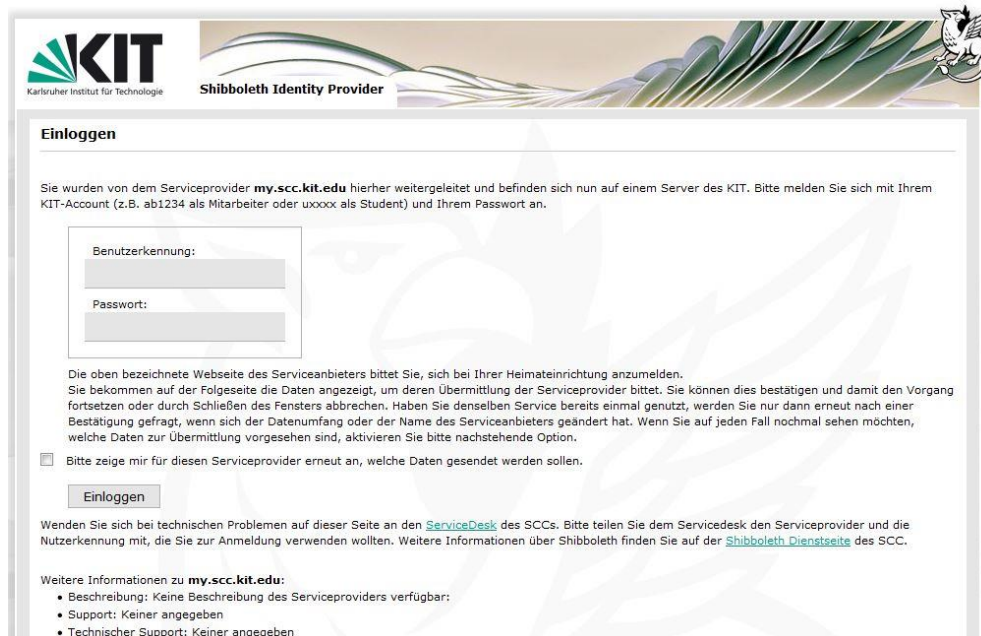 KIT
Karlsruher Institut für Technologie
Shibboleth Identity Provider
Einloggen
Sie wurden von dem Serviceprovider my.scc.kit.edu hierher weitergeleitet und befinden sich nun auf einem Server des KIT. Bitte melden Sie sich mit Ihrem
KIT-Account (z.B. ab1234 als Mitarbeiter oder uxxxx als Student) und Ihrem Passwort an.
Benutzerkennung:
Passwort:
Die oben bezeichnete Webseite des Serviceanbieters bittet Sie, sich bei Ihrer Heimateinrichtung anzumelden.
Sie bekommen auf der Folgeseite die Daten angezeigt, um deren Übermittlung der Serviceprovider bittet. Sie können dies bestätigen und damit den Vorgang
fortsetzen oder durch Schließen des Fensters abbrechen. Haben Sie denselben Service bereits einmal genutzt, werden Sie nur dann erneut nach einer
Bestätigung gefragt, wenn sich der Datenumfang oder der Name des Serviceanbieters geändert hat. Wenn Sie auf jeden Fall nochmal sehen möchten,
welche Daten zur Übermittlung vorgesehen sind, aktivieren Sie bitte nachstehende Option.
Bitte zeige mir für diesen Serviceprovider erneut an, welche Daten gesendet werden sollen.
Einloggen
Wenden Sie sich bei technischen Problemen auf dieser Seite an den ServiceDesk des SCCs. Bitte teilen Sie dem Servicedesk den Serviceprovider und die
Nutzerkennung mit, die Sie zur Anmeldung verwenden wollten. Weitere Informationen über Shibboleth finden Sie auf der Shibboleth Dienstseite des SCC.
Weitere Informationen zu my.scc.kit.edu:
• Beschreibung: Keine Beschreibung des Serviceproviders verfügbar:
• Support: Keiner angegeben
• Technischer Support: Keiner angegeben